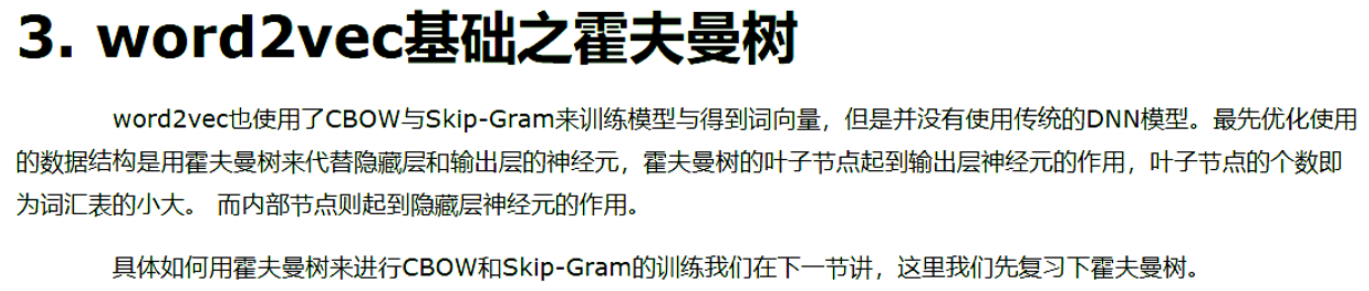 3. word2vec基础之霍夫曼树
word2vec也使用了CBOW与Skip-Gram来训练模型与得到词向量，但是并没有使用传统的DNN模型。最先优化使用
的数据结构是用霍夫曼树来代替隐藏层和输出层的神经元，霍夫曼树的叶子节点起到输出层神经元的作用，叶子节点的个数即
为词汇表的小大。 而内部节点则起到隐藏层神经元的作用。
具体如何用霍夫曼树来进行CBOW和Skip-Gram的训练我们在下一节讲，这里我们先复习下霍夫曼树。